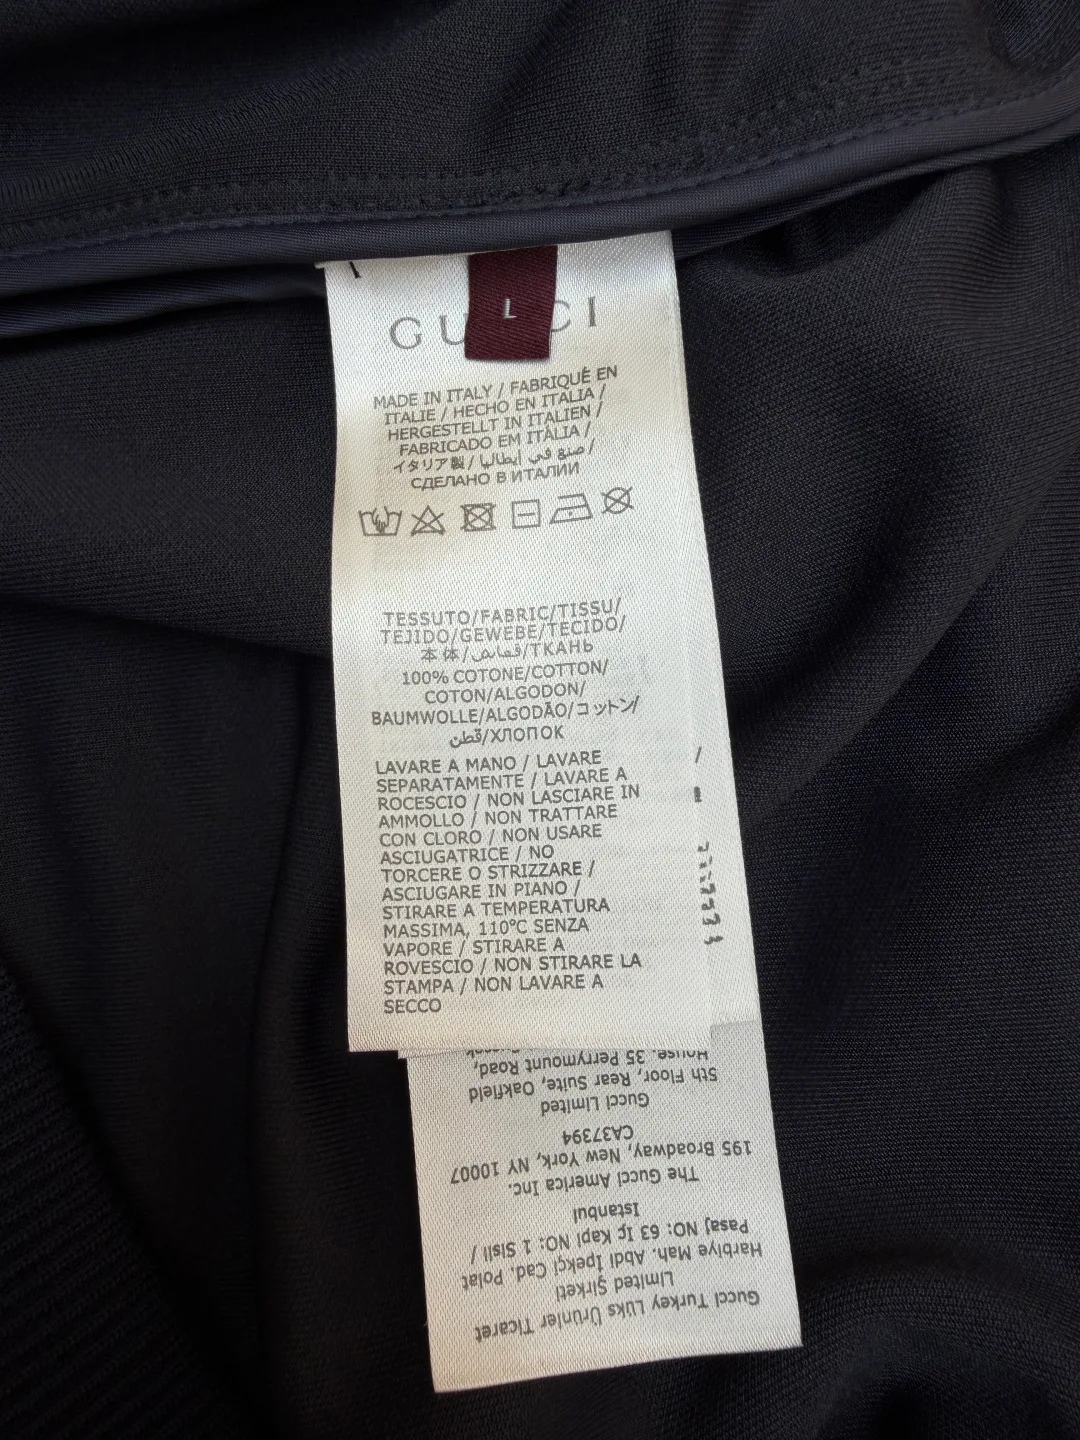 L
GUCCI
MADE IN ITALY / FABRIQUÉ EN
ITALIE / HECHO EN ITALIA /
HERGESTELLT IN ITALIEN /
FABRICADO EM ITÁLIA /
イタリア製 / صنع في إيطاليا /
СДЕЛАНО В ИТАЛИИ
TESSUTO/FABRIC/TISSU/
TEJIDO/GEWEBE/TECIDO/
本体/قماش/ТКАНЬ
100% COTONE/COTTON/
COTON/ALGODON/
BAUMWOLLE/ALGODÃO/コットン/
قطن/ХЛОПОК
LAVARE A MANO / LAVARE
SEPARATAMENTE / LAVARE A
ROCESCIO / NON LASCIARE IN
AMMOLLO / NON TRATTARE
CON CLORO / NON USARE
ASCIUGATRICE / NO
TORCERE O STRIZZARE /
ASCIUGARE IN PIANO /
STIRARE A TEMPERATURA
MASSIMA, 110°C SENZA
VAPORE / STIRARE A
ROVESCIO / NON STIRARE LA
STAMPA / NON LAVARE A
SECCO
Gucci Turkey Lüks Ürünler Ticaret
Limited Şirketi
Harbiye Mah. Abdi İpekçi Cad. Polat
Pasaj NO: 63 İç Kapı NO: 1 Sisli /
Istanbul
The Gucci America Inc.
195 Broadway, New York, NY 10007
CA37394
Gucci Limited
5th Floor, Rear Suite, Oakfield
House, 35 Perrymount Road,